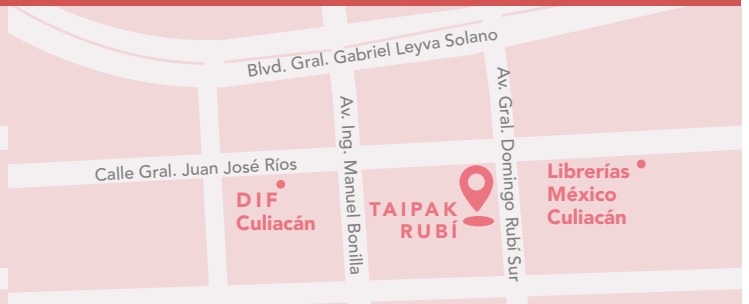 Blvd. Gral. Gabriel Leyva Solano
Av. Ing. Manuel Bonilla
Av. Gral. Domingo Rubí Sur
Calle Gral. Juan José Ríos
DIF
Culiacán
TAIPAK
RUBÍ
Librerías
México
Culiacán